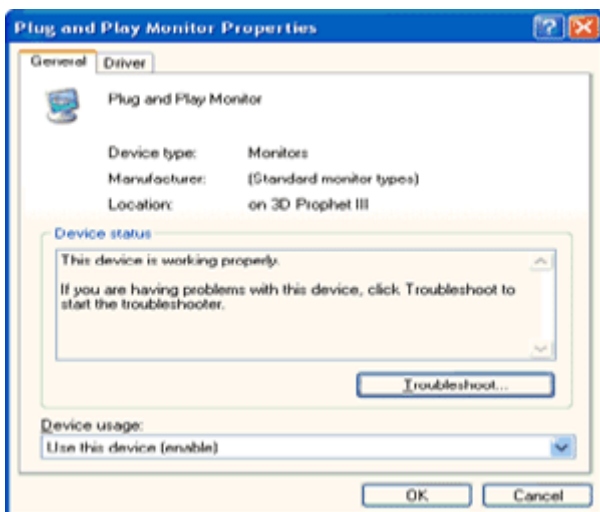 Plug and Play Monitor Properties
General Driver
Plug and Play Monitor
Device type: Monitors
Manufacturer: (Standard monitor types)
Location: on 3D Prophet III
Device status
This device is working properly.
If you are having problems with this device, click Troubleshoot to
start the troubleshooter.
Troubleshoot...
Device usage:
Use this device (enable)
OK Cancel